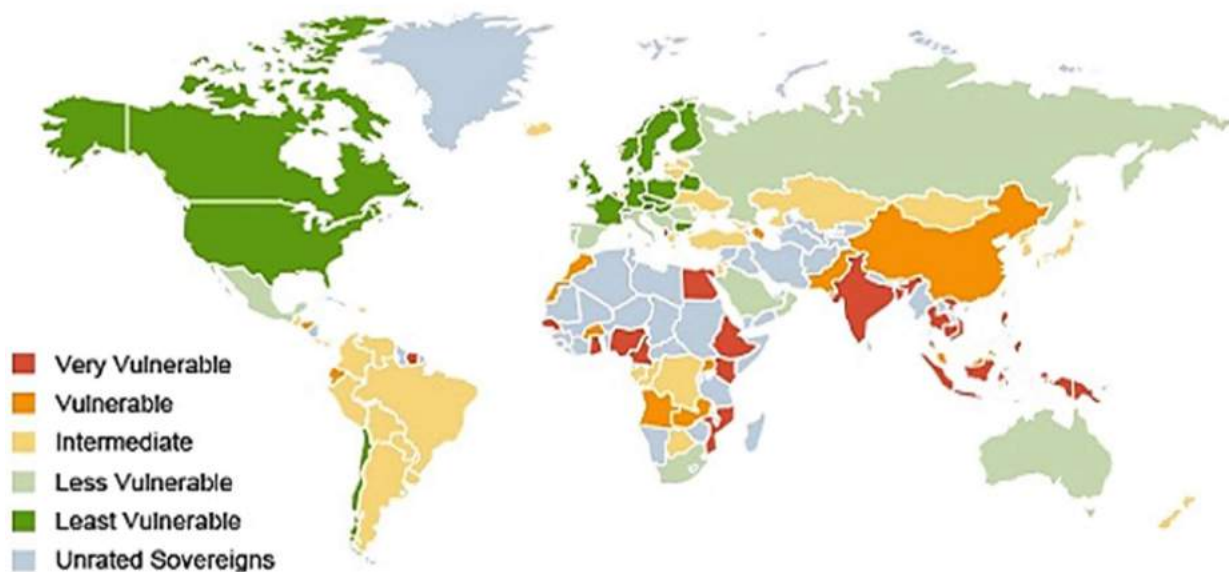 Very Vulnerable
Vulnerable
Intermediate
Less Vulnerable
Least Vulnerable
Unrated Sovereigns